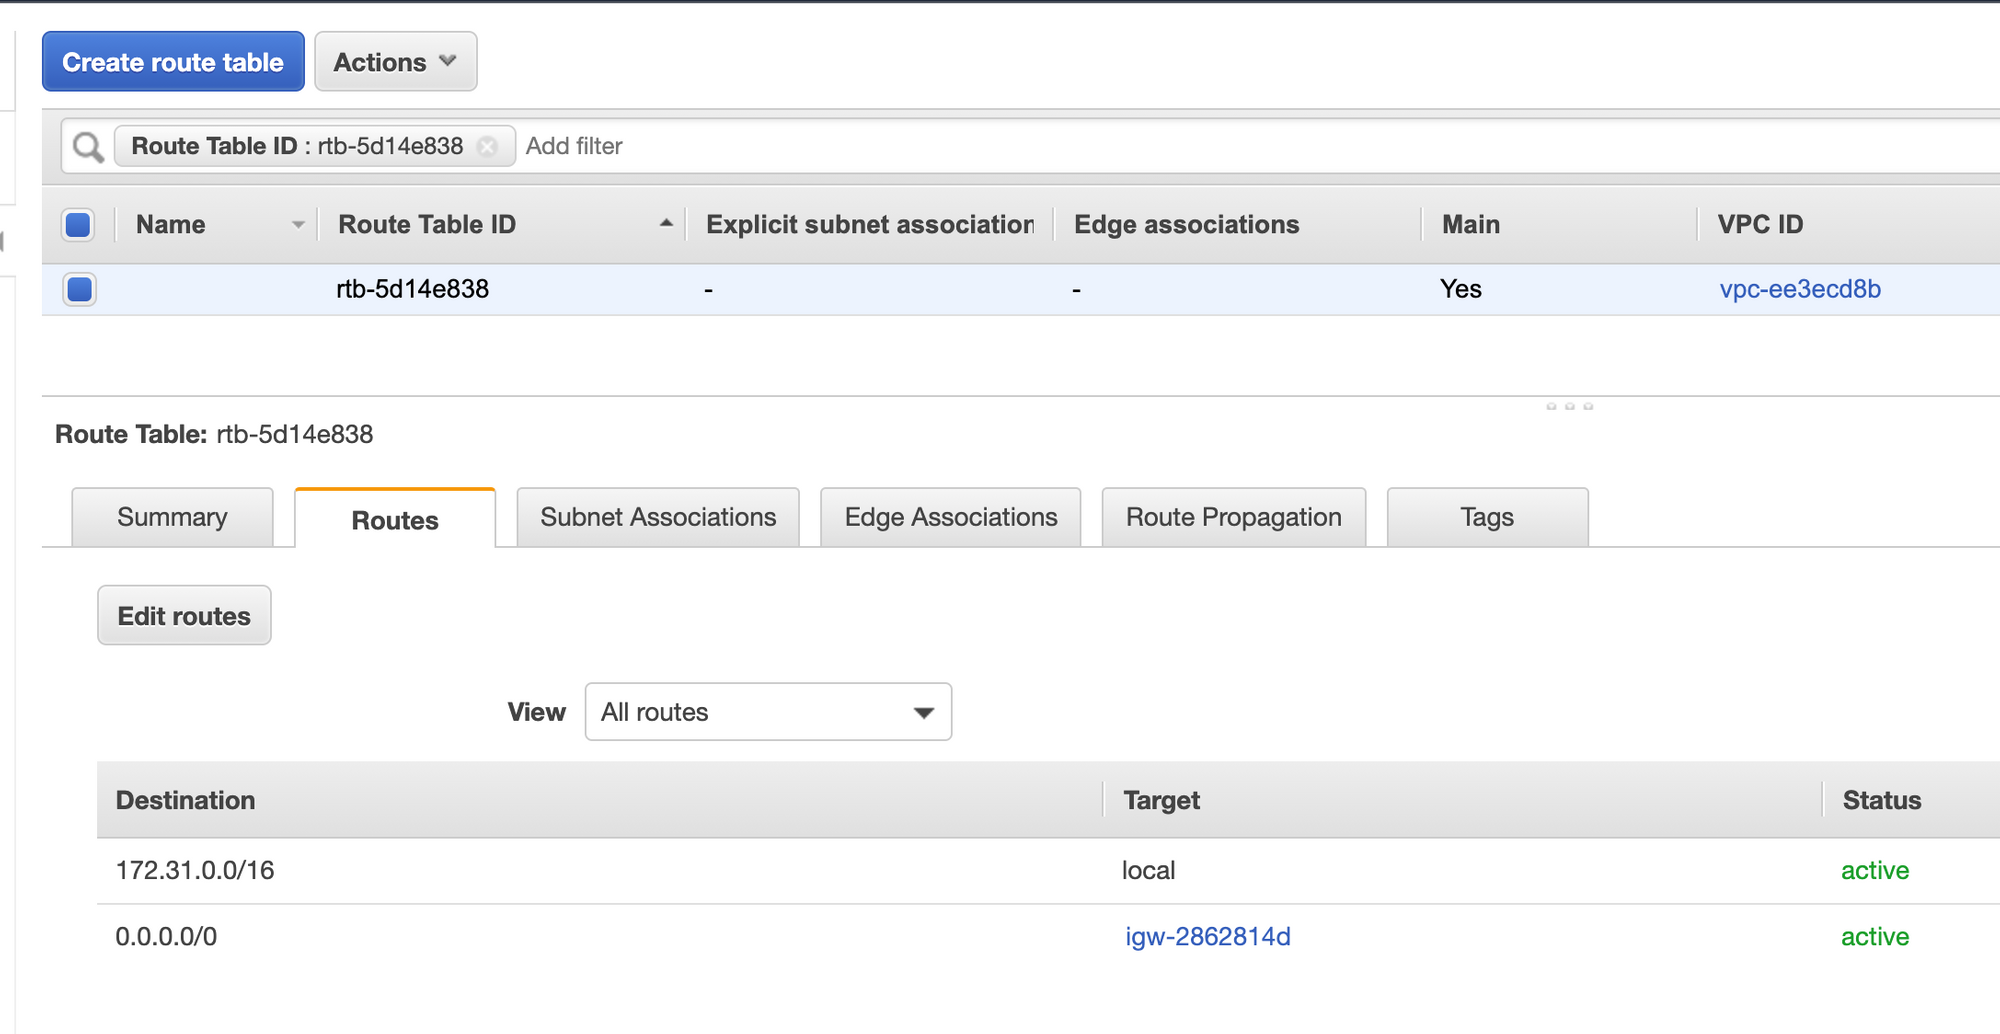 Create route table Actions
Route Table ID : rtb-5d14e838 Add filter
Name Route Table ID Explicit subnet association Edge associations Main VPC ID
rtb-5d14e838 - - Yes vpc-ee3ecd8b
Route Table: rtb-5d14e838
Summary Routes Subnet Associations Edge Associations Route Propagation Tags
Edit routes
View All routes
Destination Target Status
172.31.0.0/16 local active
0.0.0.0/0 igw-2862814d active